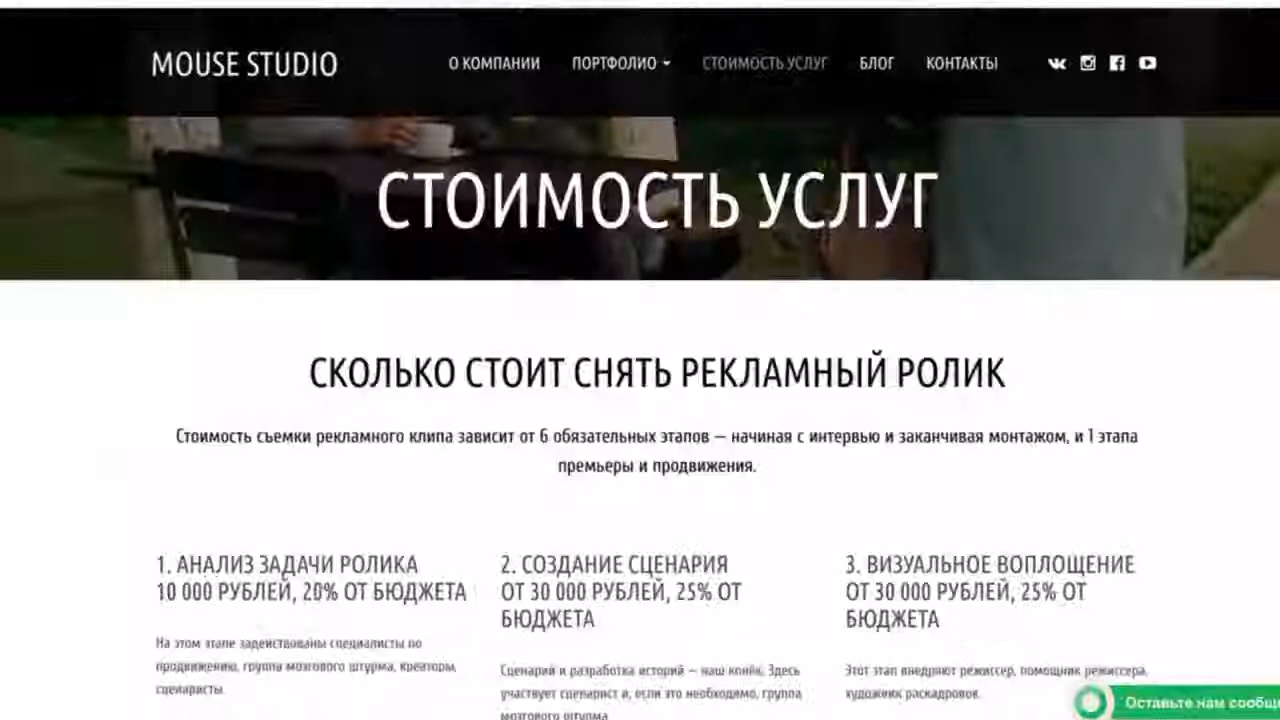 MOUSE STUDIO
О КОМПАНИИ
ПОРТФОЛИО
СТОИМОСТЬ УСЛУГ
БЛОГ
КОНТАКТЫ
СТОИМОСТЬ УСЛУГ
СКОЛЬКО СТОИТ СНЯТЬ РЕКЛАМНЫЙ РОЛИК
Стоимость съемки рекламного клипа зависит от 6 обязательных этапов — начиная с интервью и заканчивая монтажом, и 1 этапа
премьеры и продвижения.
1. АНАЛИЗ ЗАДАЧИ РОЛИКА
10 000 РУБЛЕЙ, 20% ОТ БЮДЖЕТА
На этом этапе задействованы специалисты по
продвижению, группа мозгового штурма, креаторы,
сценаристы.
2. СОЗДАНИЕ СЦЕНАРИЯ
ОТ 30 000 РУБЛЕЙ, 25% ОТ
БЮДЖЕТА
Сценарий и разработка историй — наш конёк. Здесь
участвует сценарист и, если это необходимо, группа
мозгового штурма
3. ВИЗУАЛЬНОЕ ВОПЛОЩЕНИЕ
ОТ 30 000 РУБЛЕЙ, 25% ОТ
БЮДЖЕТА
Этот этап внедряют режиссер, помощник режиссера,
художник раскадровок.
Оставьте нам сообще